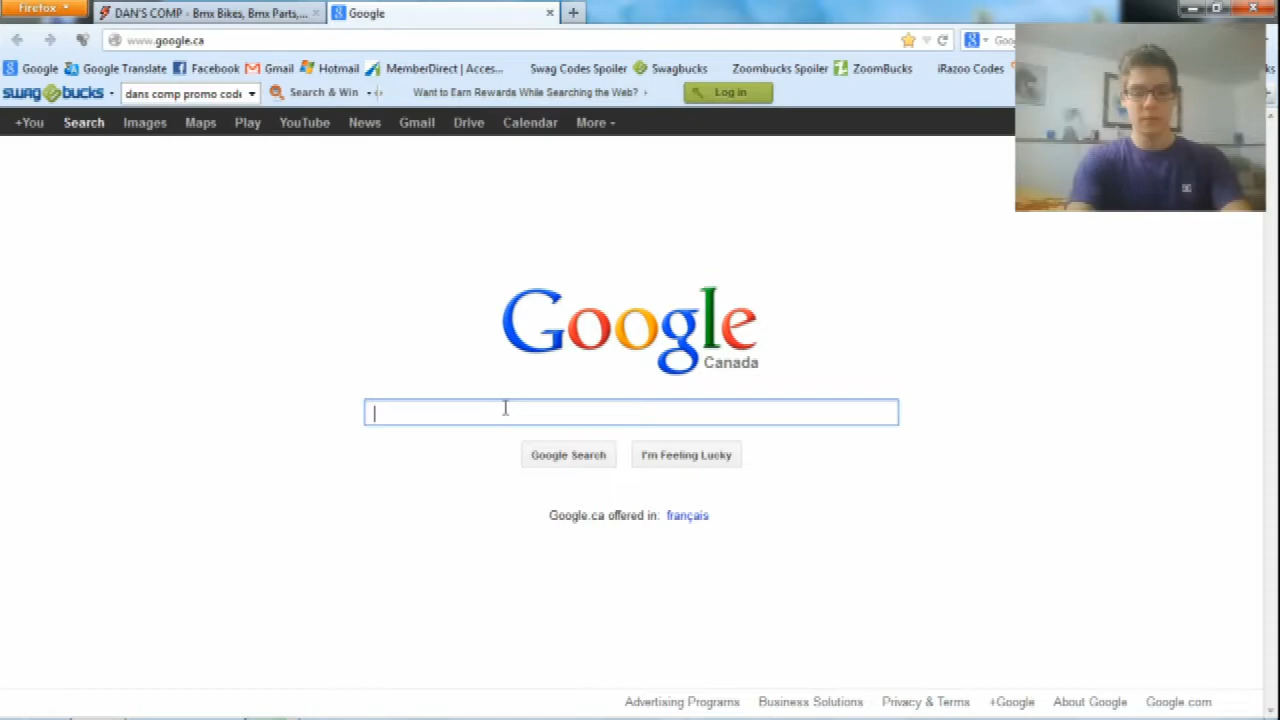 Firefox
DAN'S COMP - Bmx Bikes, Bmx Parts,...
Google
www.google.ca
Google Google Translate Facebook Gmail Hotmail MemberDirect | Acces... Swag Codes Spoiler Swagbucks Zoombucks Spoiler ZoomBucks iRazoo Codes
swagbucks dans comp promo code Search & Win Want to Earn Rewards While Searching the Web? Log in
+You Search Images Maps Play YouTube News Gmail Drive Calendar More
Google
Canada
Google Search I'm Feeling Lucky
Google.ca offered in: français
Advertising Programs Business Solutions Privacy & Terms +Google About Google Google.com